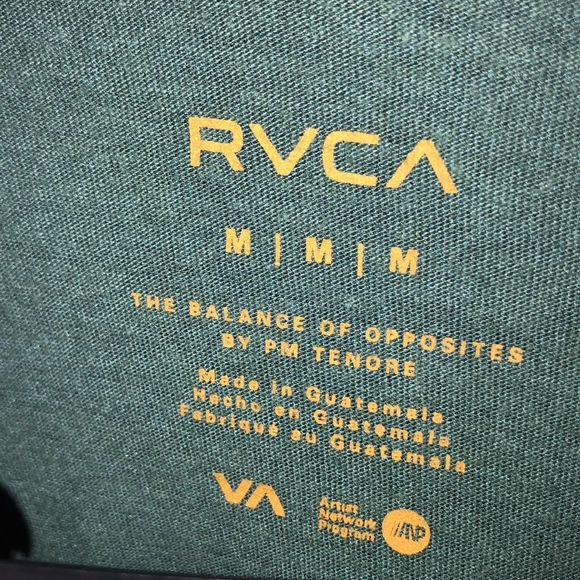 RVCA
M | M | M
THE BALANCE OF OPPOSITES
BY PM TENORE
Made in Guatemala
Hecho en Guatemala
Fabriqué au Guatemala
VA
Artist
Network
Program
ANP